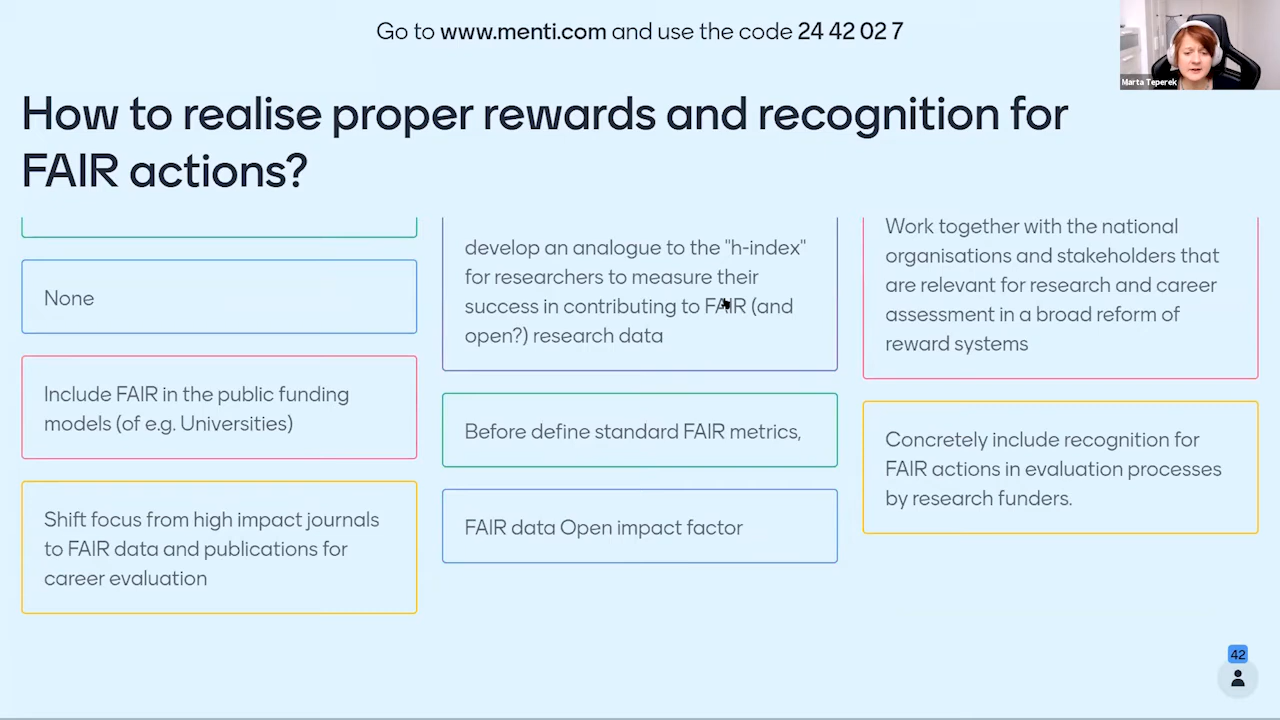 Go to www.menti.com and use the code 24 42 02 7
Marta Teperek
How to realise proper rewards and recognition for
FAIR actions?
None
Include FAIR in the public funding
models (of e.g. Universities)
Shift focus from high impact journals
to FAIR data and publications for
career evaluation
develop an analogue to the "h-index"
for researchers to measure their
success in contributing to FAIR (and
open?) research data
Before define standard FAIR metrics,
FAIR data Open impact factor
Work together with the national
organisations and stakeholders that
are relevant for research and career
assessment in a broad reform of
reward systems
Concretely include recognition for
FAIR actions in evaluation processes
by research funders.
42